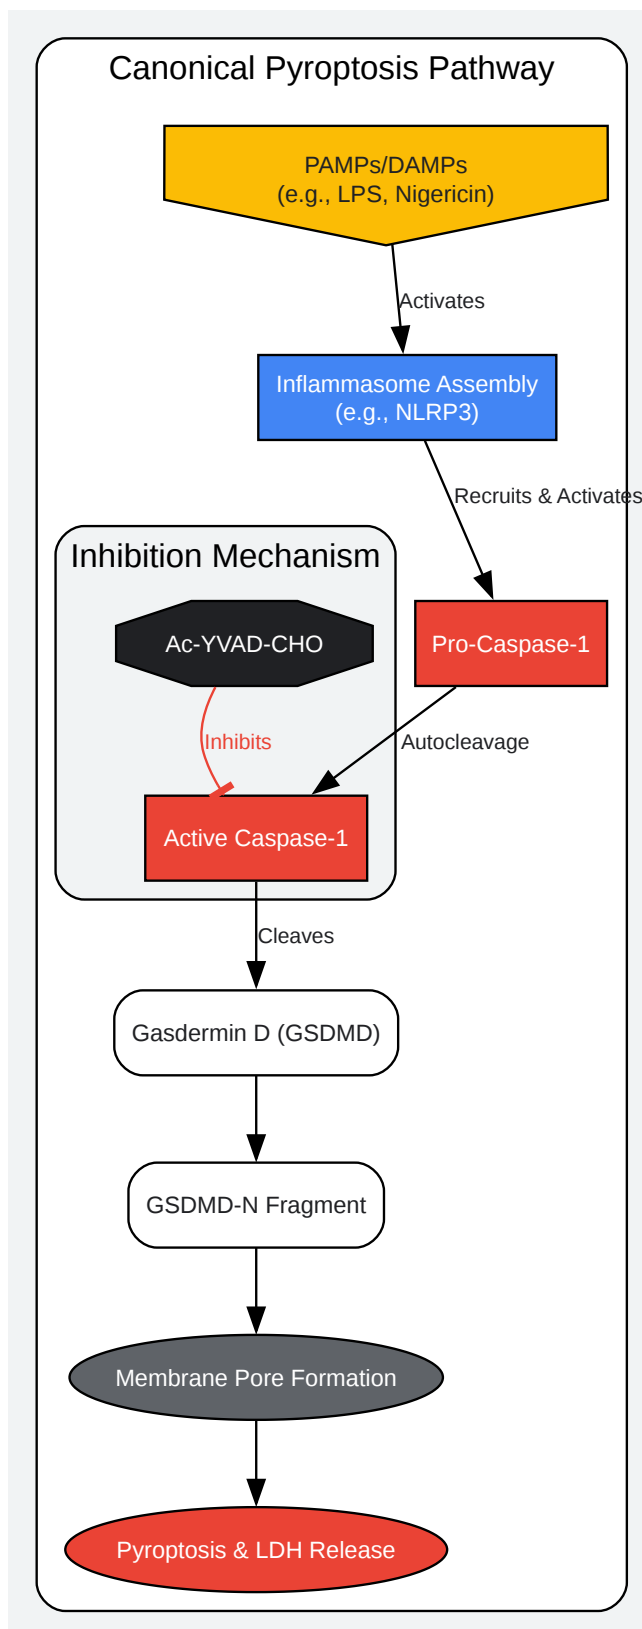 Canonical Pyroptosis Pathway
PAMPs/DAMPs
(e.g., LPS, Nigericin)
Activates
Inflammasome Assembly
(e.g., NLRP3)
Recruits & Activates
Inhibition Mechanism
Ac-YVAD-CHO
Pro-Caspase-1
Inhibits
Autocleavage
Active Caspase-1
Cleaves
Gasdermin D (GSDMD)
GSDMD-N Fragment
Membrane Pore Formation
Pyroptosis & LDH Release